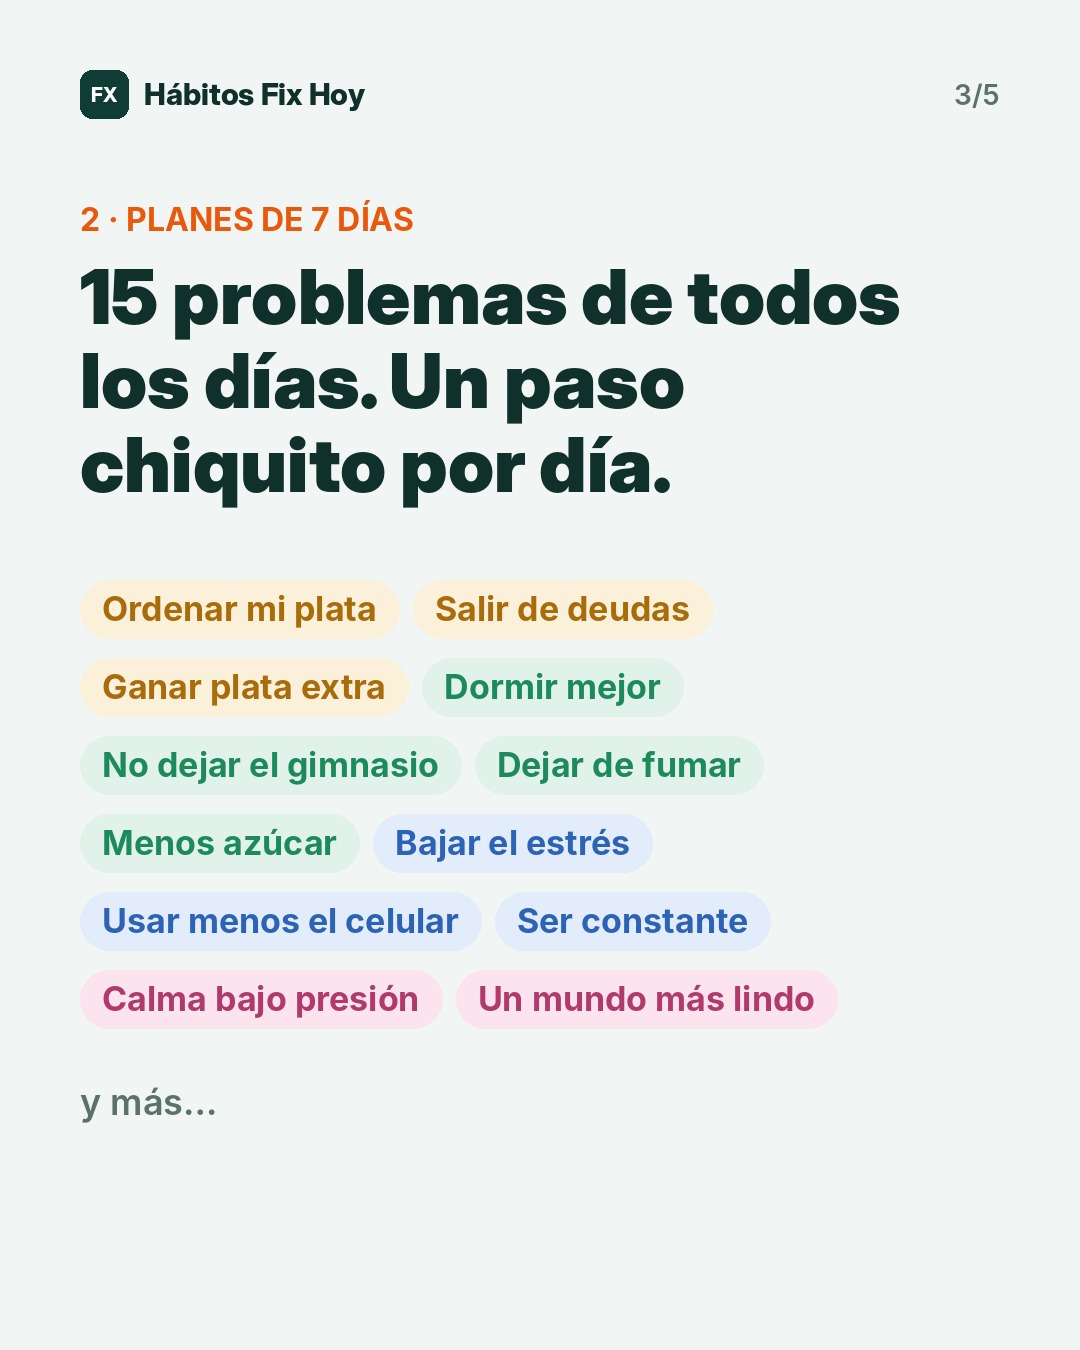 FX Hábitos Fix Hoy 3/5
2 · PLANES DE 7 DÍAS
15 problemas de todos
los días. Un paso
chiquito por día.
Ordenar mi plata Salir de deudas
Ganar plata extra Dormir mejor
No dejar el gimnasio Dejar de fumar
Menos azúcar Bajar el estrés
Usar menos el celular Ser constante
Calma bajo presión Un mundo más lindo
y más...